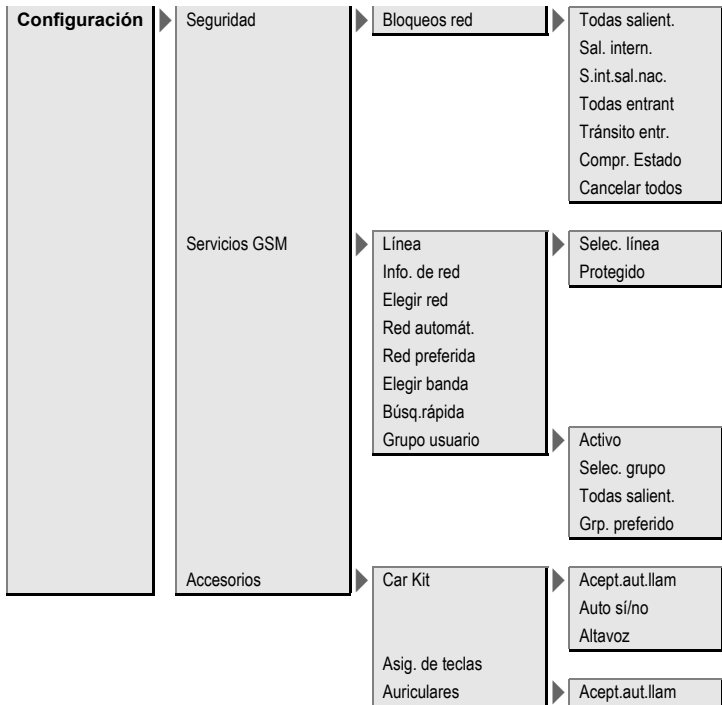 Configuración Seguridad Bloqueos red Todas salient.
Sal. intern.
S.int.sal.nac.
Todas entrant
Tránsito entr.
Compr. Estado
Cancelar todos
Servicios GSM Línea Selec. línea
Info. de red Protegido
Elegir red
Red automát.
Red preferida
Elegir banda
Búsq.rápida
Grupo usuario Activo
Selec. grupo
Todas salient.
Grp. preferido
Accesorios Car Kit Acept.aut.llam
Auto sí/no
Altavoz
Asig. de teclas
Auriculares Acept.aut.llam